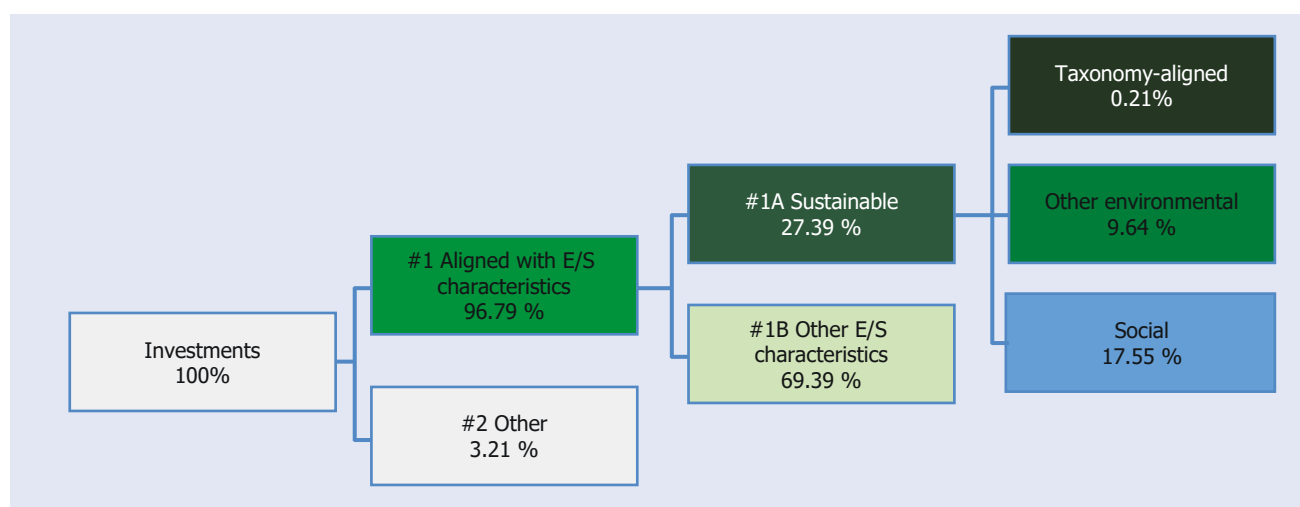 Investments
100%
#1 Aligned with E/S
characteristics
96.79 %
#2 Other
3.21 %
#1A Sustainable
27.39 %
#1B Other E/S
characteristics
69.39 %
Taxonomy-aligned
0.21%
Other environmental
9.64 %
Social
17.55 %